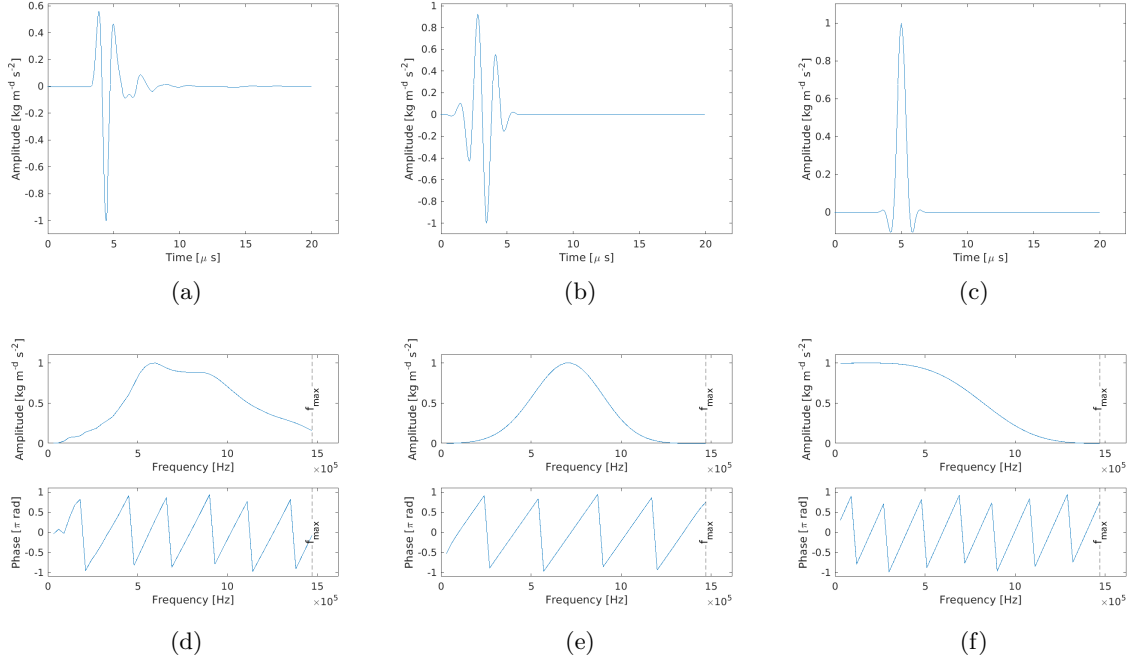 Amplitude [kg m-d s-2]
0.6
0.4
0.2
0
-0.2
-0.4
-0.6
-0.8
-1
0 5 10 15 20
Time [μ s]
(a)
Amplitude [kg m-d s-2]
1
0.8
0.6
0.4
0.2
0
-0.2
-0.4
-0.6
-0.8
-1
0 5 10 15 20
Time [μ s]
(b)
Amplitude [kg m-d s-2]
1
0.8
0.6
0.4
0.2
0
0 5 10 15 20
Time [μ s]
(c)
Amplitude [kg m-d s-2]
1
0.5
0
fmax
0 5 10 15
Frequency [Hz]
×10^5
Phase [π rad]
1
0.5
0
-0.5
-1
fmax
0 5 10 15
Frequency [Hz]
×10^5
(d)
Amplitude [kg m-d s-2]
1
0.5
0
fmax
0 5 10 15
Frequency [Hz]
×10^5
Phase [π rad]
1
0.5
0
-0.5
-1
fmax
0 5 10 15
Frequency [Hz]
×10^5
(e)
Amplitude [kg m-d s-2]
1
0.5
0
fmax
0 5 10 15
Frequency [Hz]
×10^5
Phase [π rad]
1
0.5
0
-0.5
-1
fmax
0 5 10 15
Frequency [Hz]
×10^5
(f)